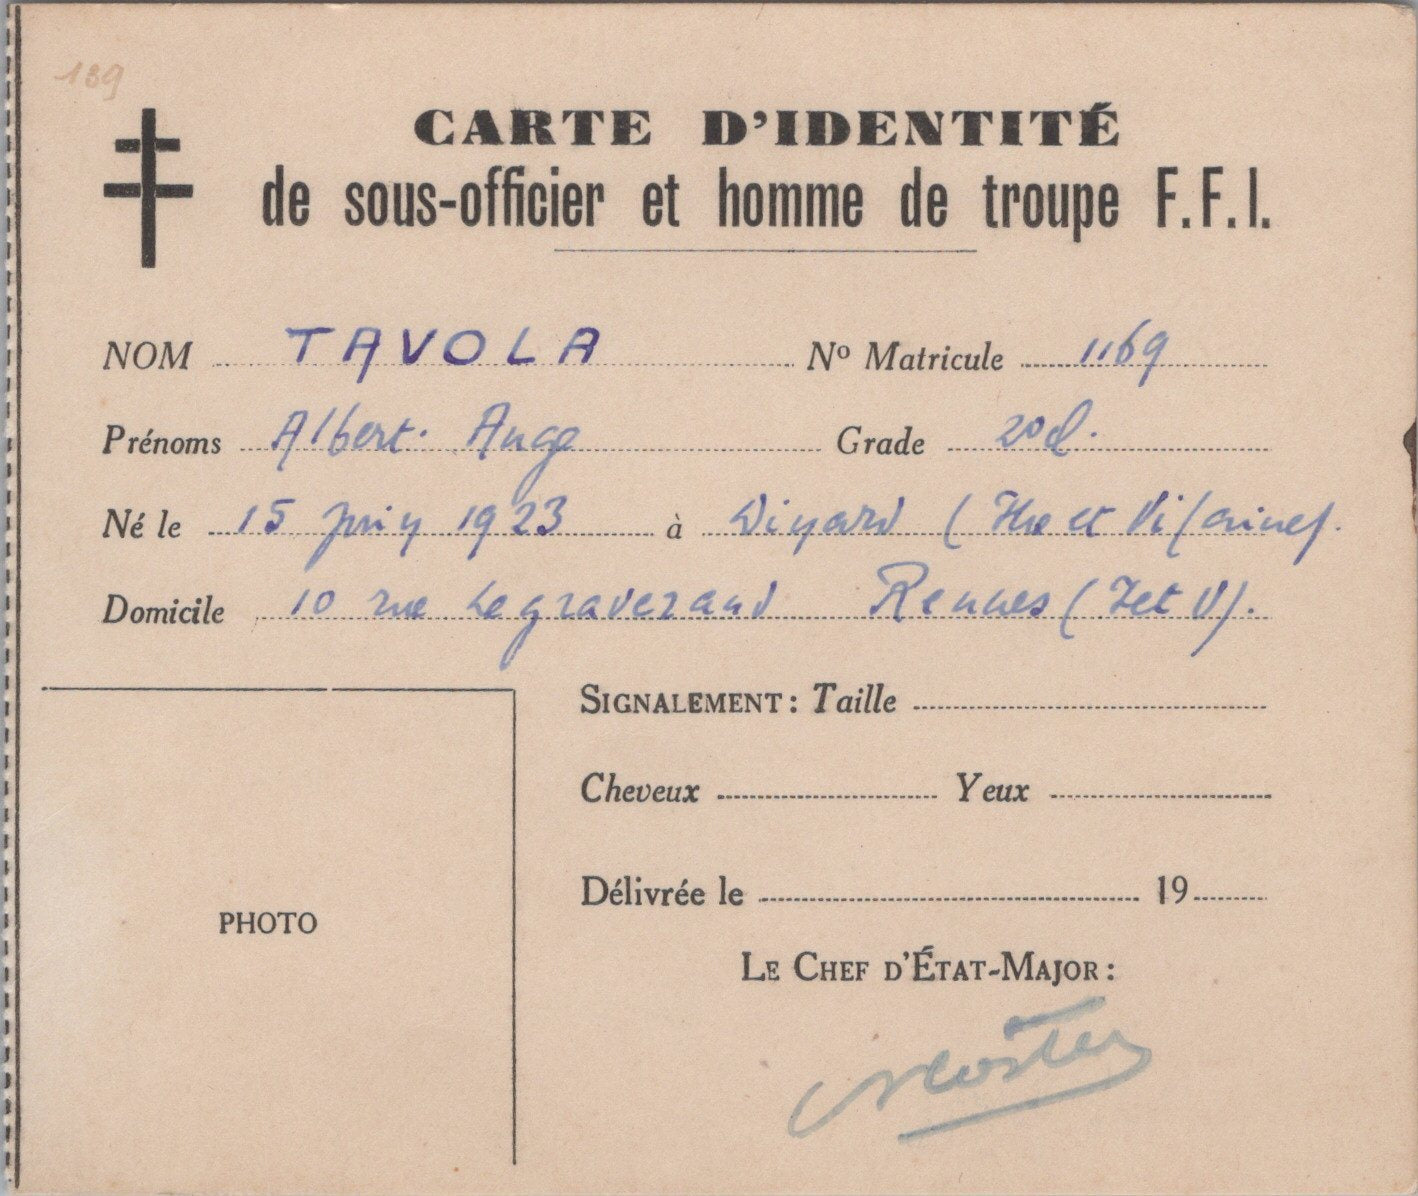 189
CARTE D'IDENTITÉ
de sous-officier et homme de troupe F.F.I.
NOM TAVOLA Nº Matricule 1169
Prénoms Albert. Ange Grade
Né le 15 juin 1923 à Dinard (Ille et Vilaine).
Domicile 10 rue Legraverand Rennes (I et V).
SIGNALEMENT : Taille
Cheveux Yeux
Délivrée le 19
PHOTO
LE CHEF D'ÉTAT-MAJOR :